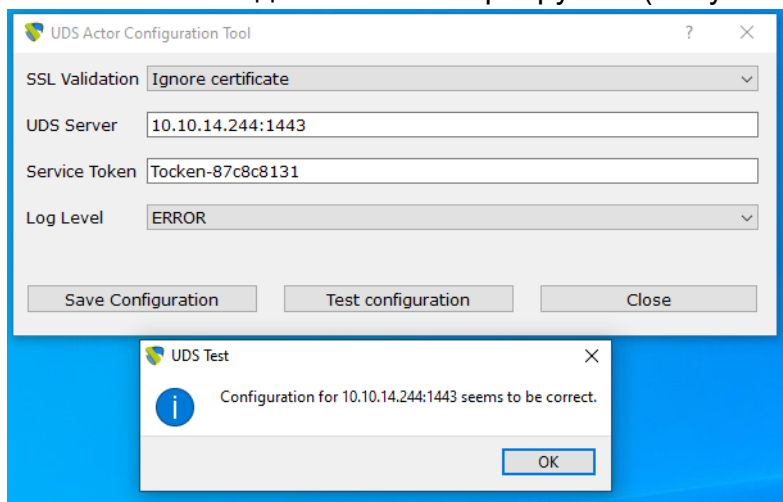 UDS Actor Configuration Tool ? ×
SSL Validation Ignore certificate
UDS Server 10.10.14.244:1443
Service Token Tocken-87c8c8131
Log Level ERROR
Save Configuration Test configuration Close
UDS Test ×
Configuration for 10.10.14.244:1443 seems to be correct.
OK